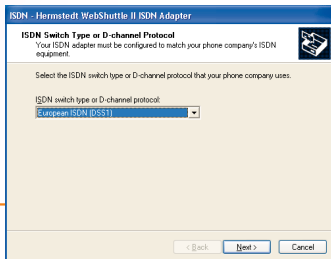 ISDN - Hermstedt WebShuttle II ISDN Adapter
ISDN Switch Type or D-channel Protocol
Your ISDN adapter must be configured to match your phone company's ISDN
equipment.
Select the ISDN switch type or D-channel protocol that your phone company uses.
ISDN switch type or D-channel protocol:
European ISDN (DSS1)
< Back Next > Cancel